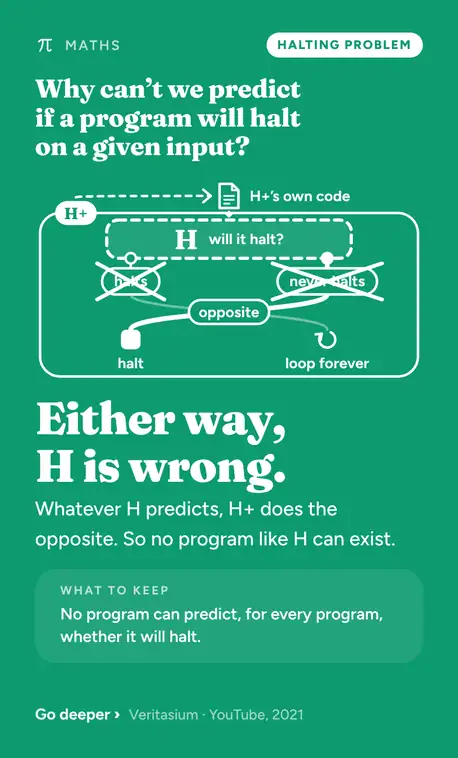 π MATHS
HALTING PROBLEM
Why can’t we predict
if a program will halt
on a given input?
H+’s own code
H+
H will it halt?
halts
never halts
opposite
halt
loop forever
Either way,
H is wrong.
Whatever H predicts, H+ does the
opposite. So no program like H can exist.
WHAT TO KEEP
No program can predict, for every program,
whether it will halt.
Go deeper › Veritasium · YouTube, 2021